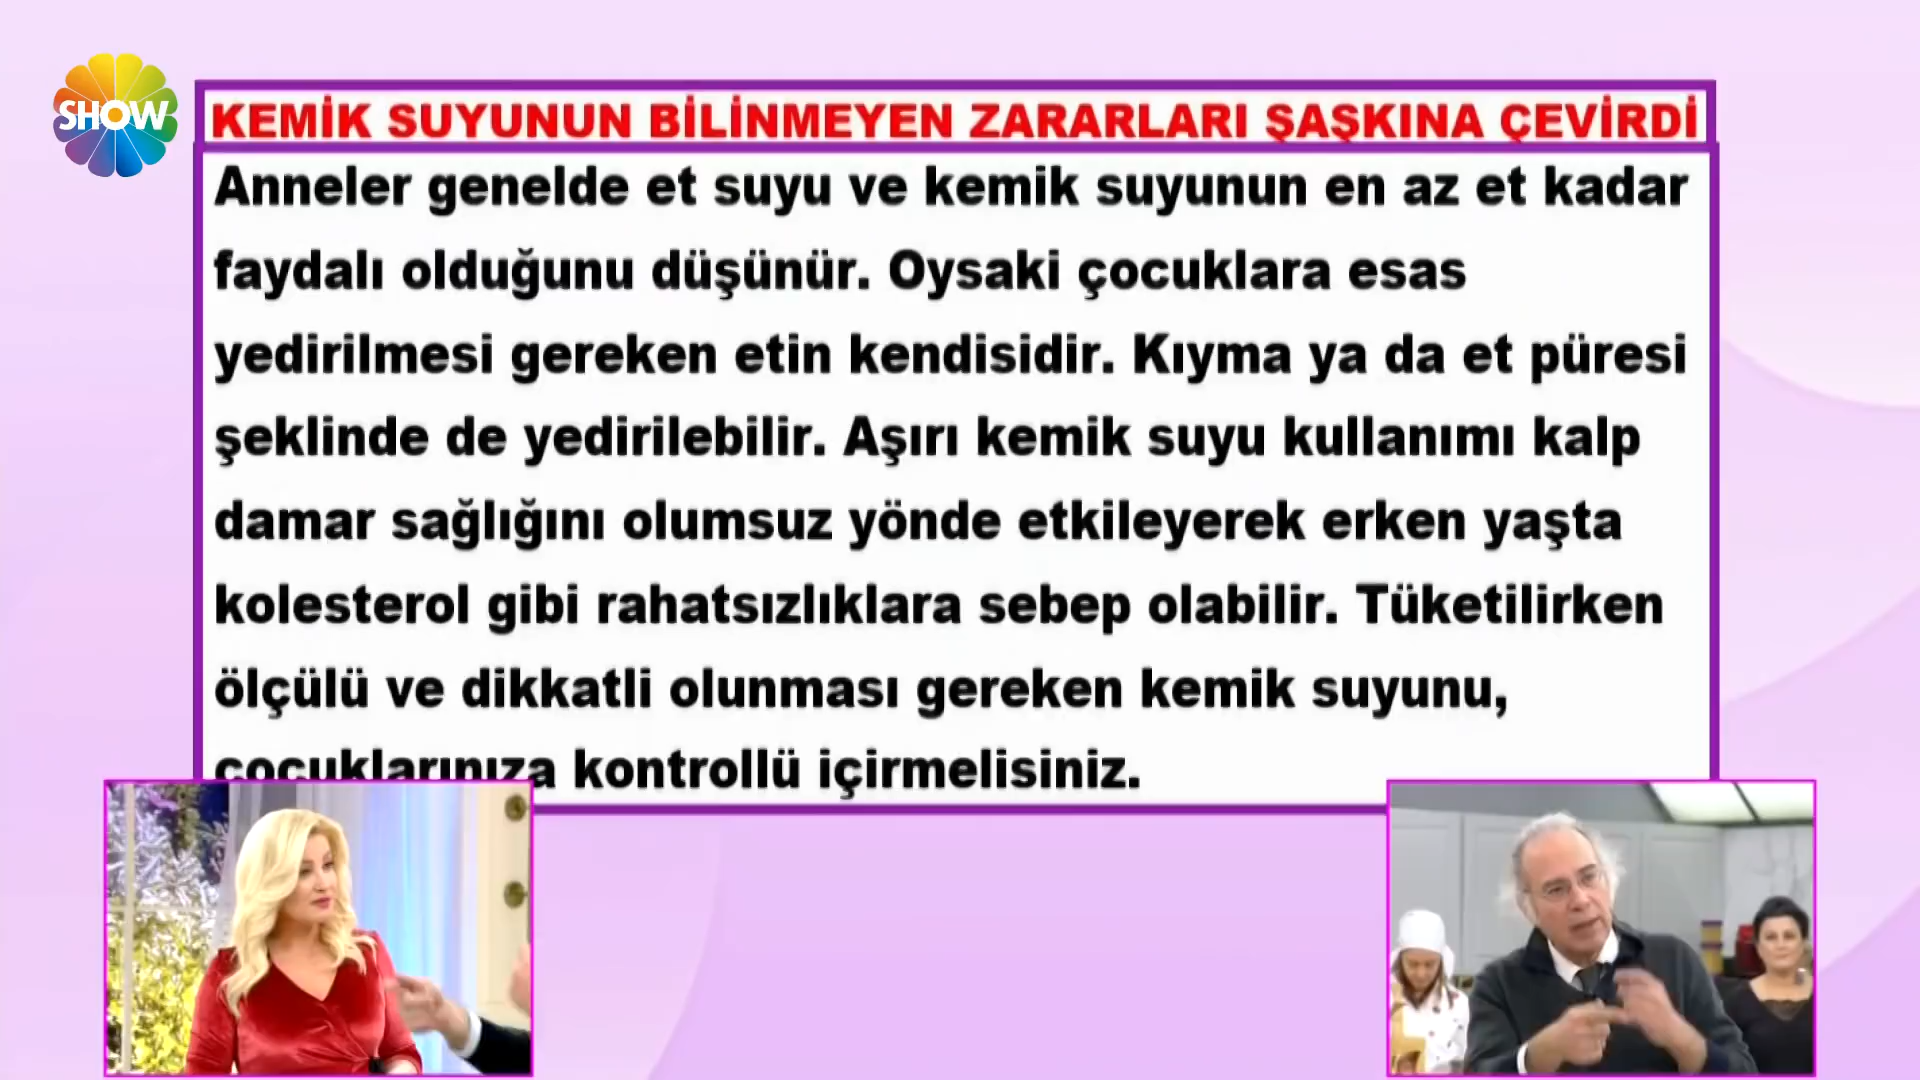 SHOW
KEMİK SUYUNUN BİLİNMEYEN ZARARLARI ŞAŞKINA ÇEVİRDİ
Anneler genelde et suyu ve kemik suyunun en az et kadar
faydalı olduğunu düşünür. Oysaki çocuklara esas
yedirilmesi gereken etin kendisidir. Kıyma ya da et püresi
şeklinde de yedirilebilir. Aşırı kemik suyu kullanımı kalp
damar sağlığını olumsuz yönde etkileyerek erken yaşta
kolesterol gibi rahatsızlıklara sebep olabilir. Tüketilirken
ölçülü ve dikkatli olunması gereken kemik suyunu,
çocuklarınıza kontrollü içirmelisiniz.